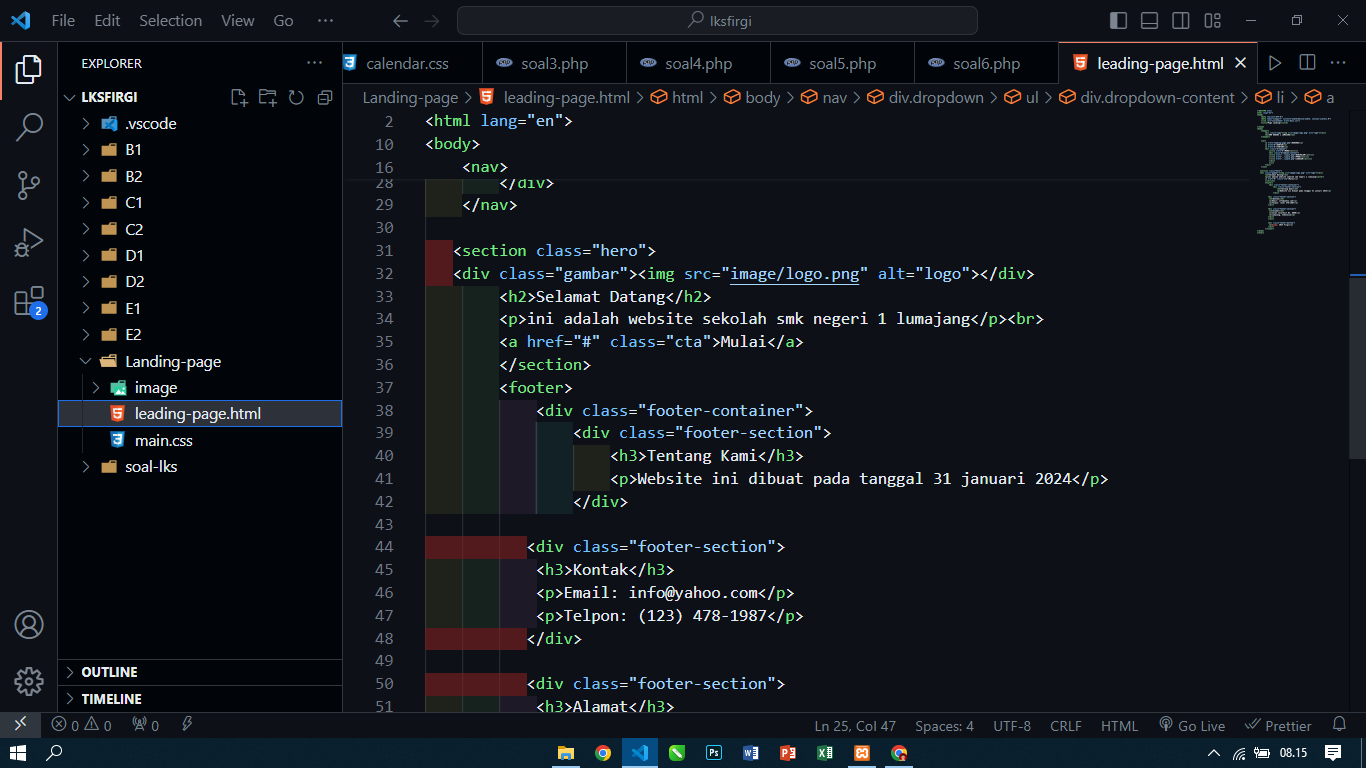 File Edit Selection View Go ··· lksfirgi
EXPLORER
calendar.css soal3.php soal4.php soal5.php soal6.php leading-page.html
LKSFIRGI
Landing-page > leading-page.html > html > body > nav > div.dropdown > ul > div.dropdown-content > li > a
.vscode
B1
B2
C1
C2
D1
D2
E1
E2
Landing-page
image
leading-page.html
main.css
soal-lks
OUTLINE
TIMELINE
2
2 <html lang="en">
10 <body>
16 <nav>
28 </div>
29 </nav>
30
31 <section class="hero">
32 <div class="gambar"><img src="image/logo.png" alt="logo"></div>
33 <h2>Selamat Datang</h2>
34 <p>ini adalah website sekolah smk negeri 1 lumajang</p><br>
35 <a href="#" class="cta">Mulai</a>
36 </section>
37 <footer>
38 <div class="footer-container">
39 <div class="footer-section">
40 <h3>Tentang Kami</h3>
41 <p>Website ini dibuat pada tanggal 31 januari 2024</p>
42 </div>
43
44 <div class="footer-section">
45 <h3>Kontak</h3>
46 <p>Email: info@yahoo.com</p>
47 <p>Telpon: (123) 478-1987</p>
48 </div>
49
50 <div class="footer-section">
51 <h3>Alamat</h3>
0 0 0 Ln 25, Col 47 Spaces: 4 UTF-8 CRLF HTML Go Live Prettier
08.15